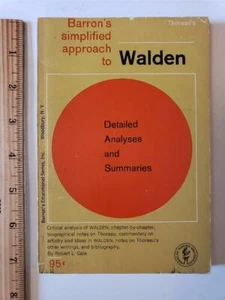 Barron's
simplified
approach
to
Thoreau's
Walden
Detailed
Analyses
and
Summaries
Barron's Educational Series, Inc. Woodbury, N. Y.
Critical analysis of WALDEN, chapter-by-chapter,
biographical notes on Thoreau, commentary on
artistry and ideas in WALDEN, notes on Thoreau's
other writings, and bibliography.
By Robert L. Gale
95¢